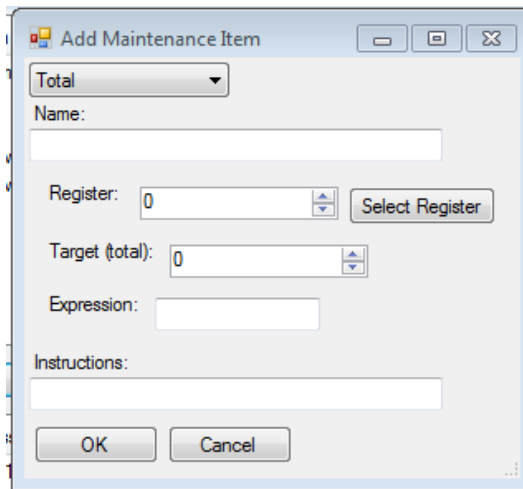 Add Maintenance Item
Total
Name:
Register: 0 Select Register
Target (total): 0
Expression:
Instructions:
OK Cancel